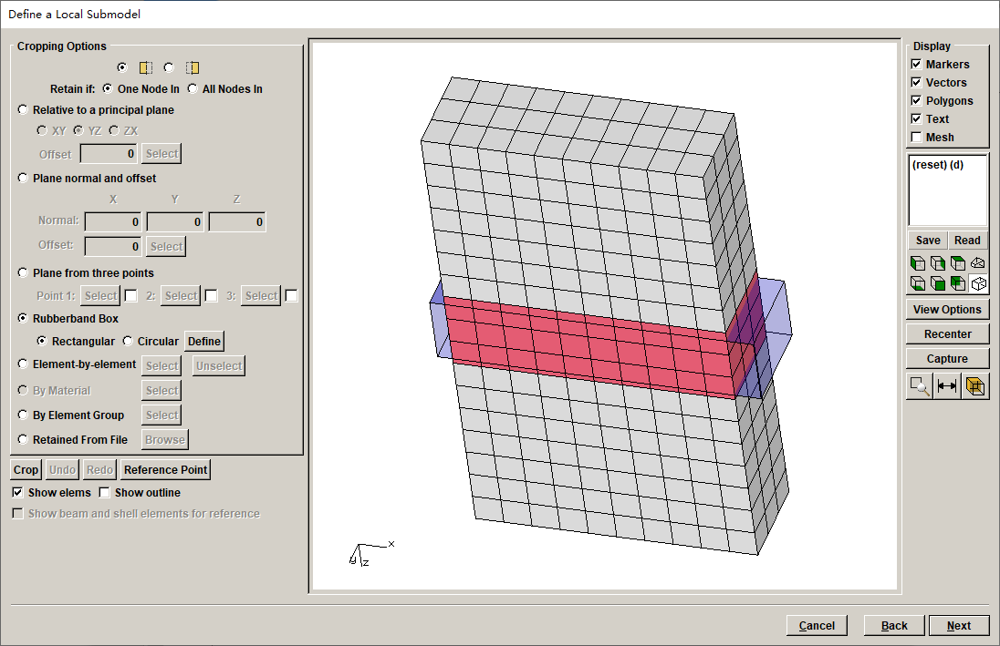 Define a Local Submodel
Cropping Options
Retain if: One Node In All Nodes In
Relative to a principal plane
XY YZ ZX
Offset 0 Select
Plane normal and offset
X Y Z
Normal: 0 0 0
Offset: 0 Select
Plane from three points
Point 1: Select 2: Select 3: Select
Rubberband Box
Rectangular Circular Define
Element-by-element Select Unselect
By Material Select
By Element Group Select
Retained From File Browse
Crop Undo Redo Reference Point
Show elems Show outline
Show beam and shell elements for reference
x
y z
Display
Markers
Vectors
Polygons
Text
Mesh
(reset) (d)
Save Read
View Options
Recenter
Capture
Cancel Back Next